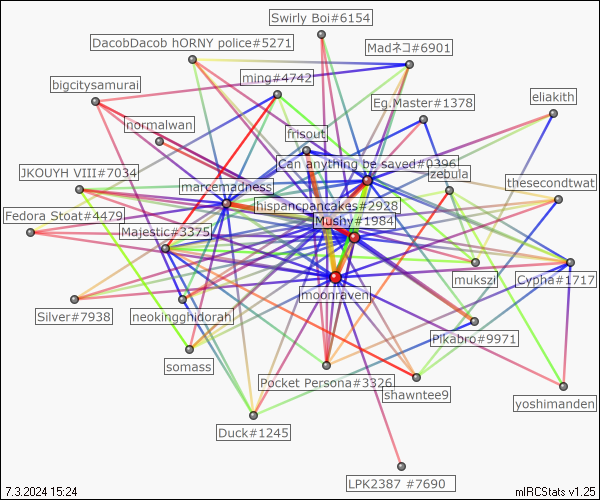 Swirly Boi#6154
DacobDacob hORNY police#5271
Madネコ#6901
ming#4742
bigcitysamurai
Eg.Master#1378
eliakith
normalwan
frisout
Can anything be saved#0396
zebula
JKOUYH VIII#7034
marcemadness
thesecondtwat
hispancpancakes#2928
Fedora Stoat#4479
Mushy#1984
Majestic#3375
mukszi
Cypha#1717
moonraven
Silver#7938
neokingghidorah
Pikabro#9971
somass
Pocket Persona#3326
shawntee9
yoshimanden
Duck#1245
LPK2387 #7690
7.3.2024 15:24
mIRCStats v1.25